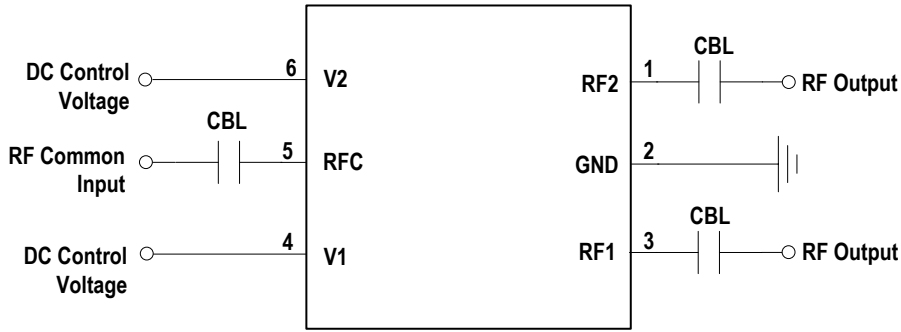 DC Control
Voltage
6
V2
CBL
RF Common
Input
5
RFC
DC Control
Voltage
4
V1
RF2
1
CBL
RF Output
GND
2
RF1
3
CBL
RF Output